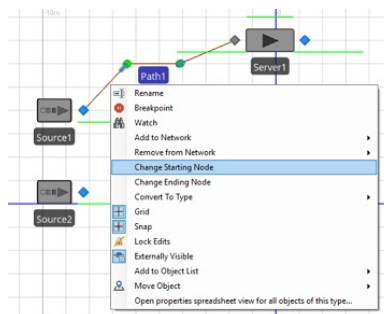 -10ms
0
Server1
Path1
Source1
Source2
Rename
Breakpoint
Watch
Add to Network
Remove from Network
Change Starting Node
Change Ending Node
Convert To Type
Grid
Snap
Lock Edits
Externally Visible
Add to Object List
Move Object
Open properties spreadsheet view for all objects of this type...